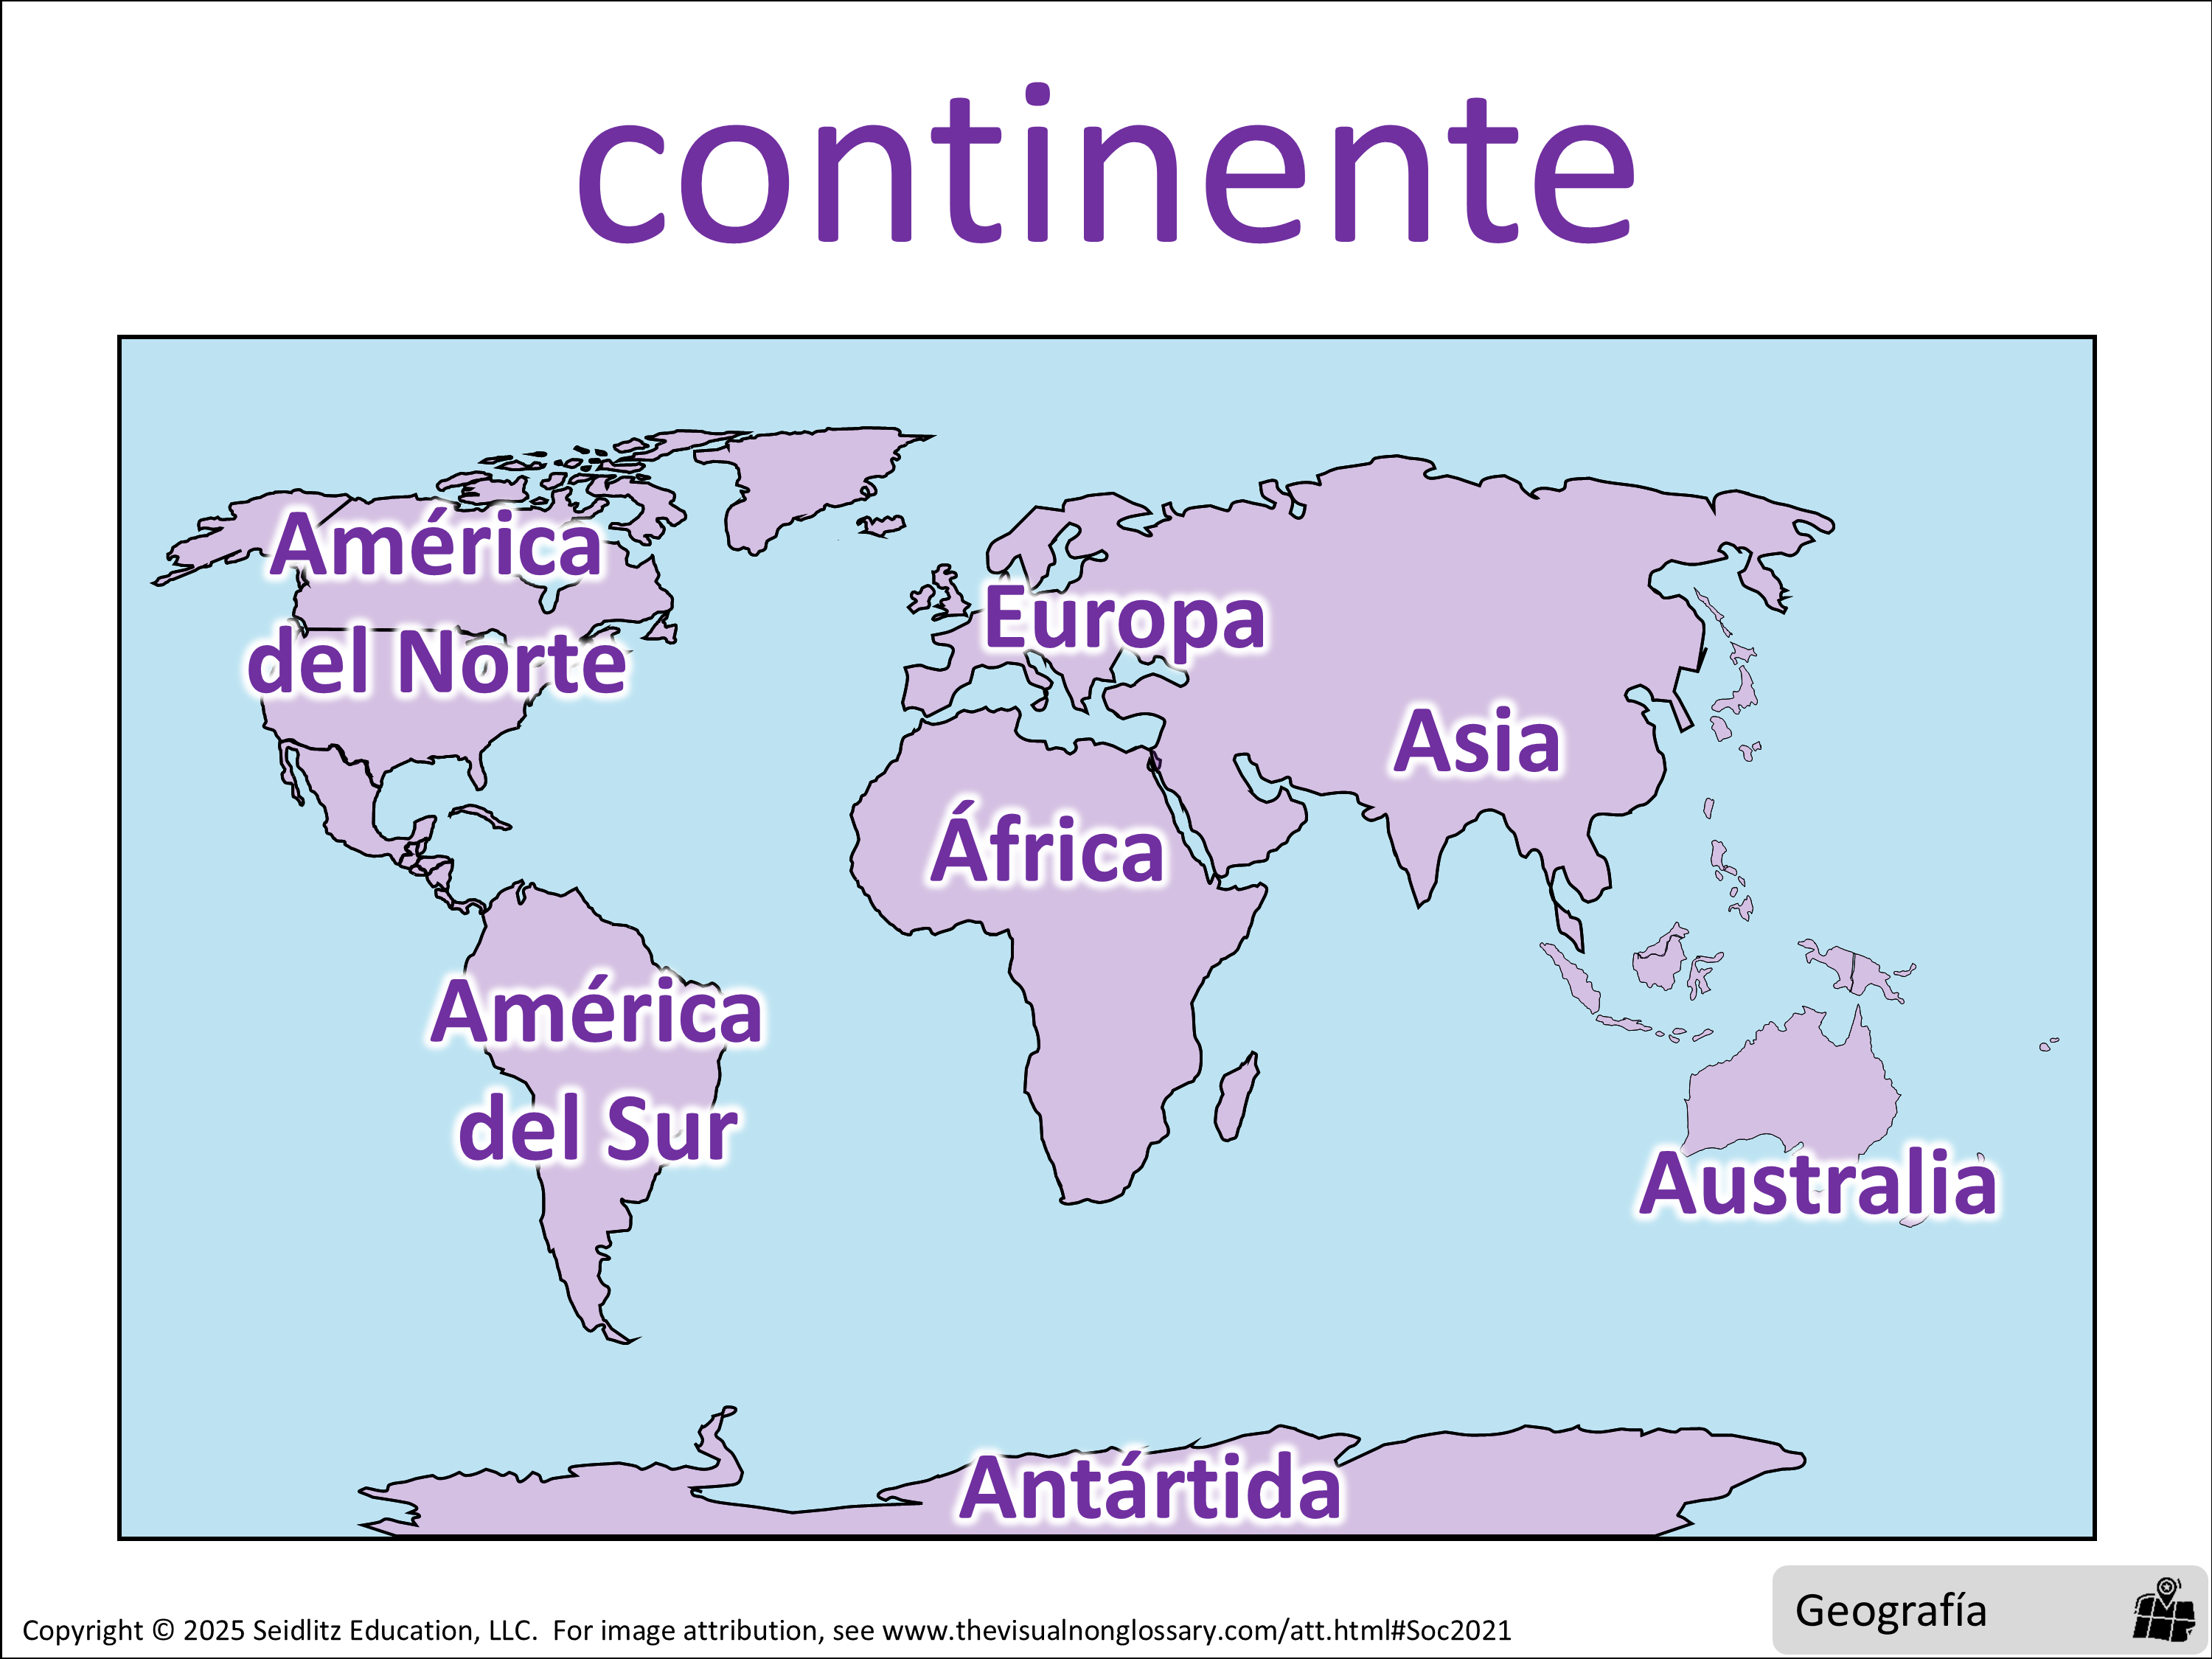 continente
América
del Norte
Europa
Asia
África
América
del Sur
Australia
Antártida
Geografía
Copyright © 2025 Seidlitz Education, LLC. For image attribution, see www.thevisualnonglossary.com/att.html#Soc2021